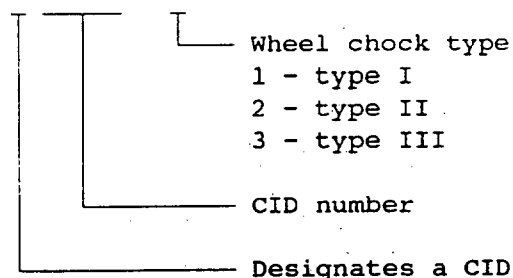 Wheel chock type
1 - type I
2 - type II
3 - type III
CID number
Designates a CID